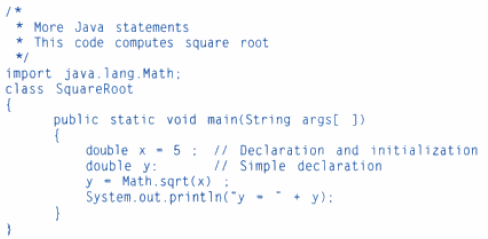 /*
 * More Java statements
 * This code computes square root
 */
import java.lang.Math;
class SquareRoot
{
public static void main(String args[ ])
{
double x = 5 ; // Declaration and initialization
double y; // Simple declaration
y = Math.sqrt(x) ;
System.out.println("y = " + y);
}
}